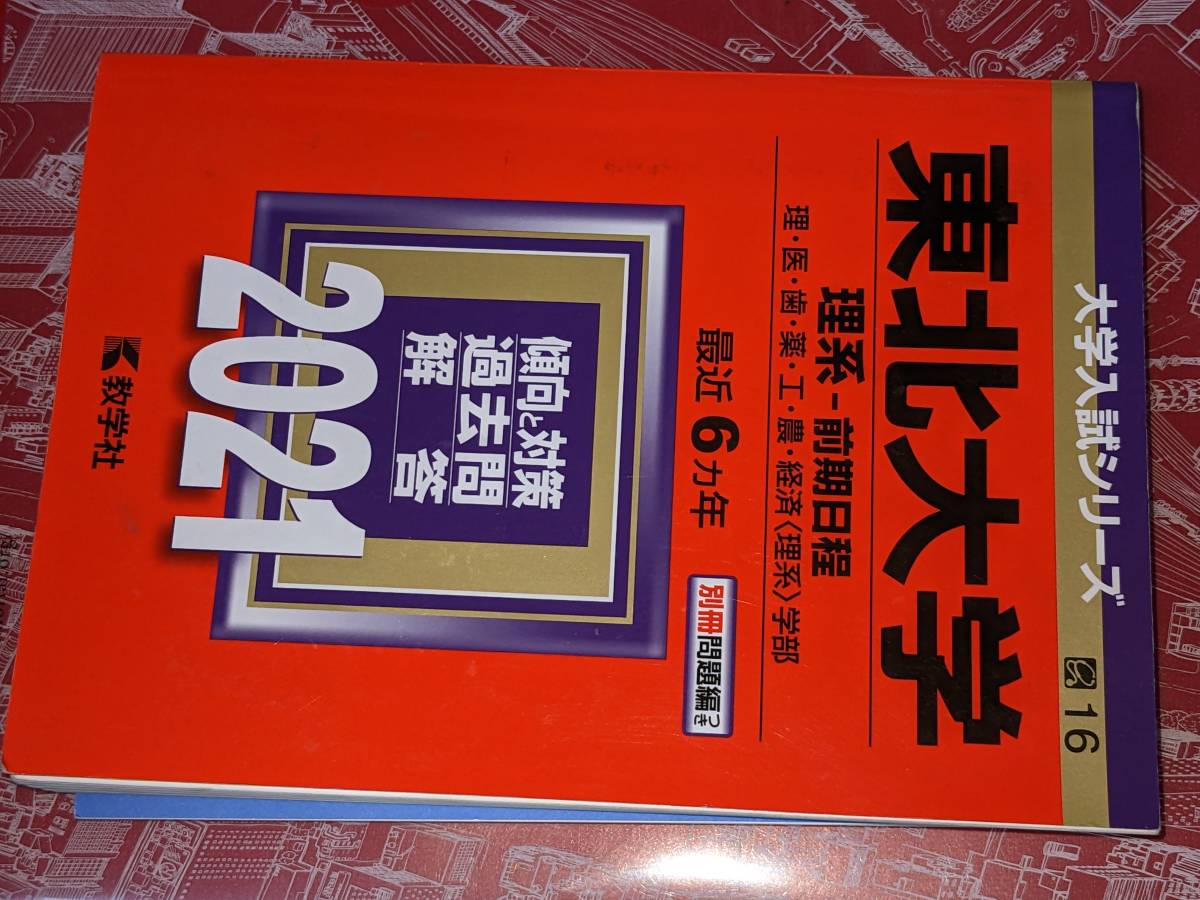 大学入試シリーズ
16
東北大学
理系-前期日程
理・医・歯・薬・工・農・経済〈理系〉学部
最近6カ年
別冊問題編つき
傾向と対策
過去問
解答
2021
教学社